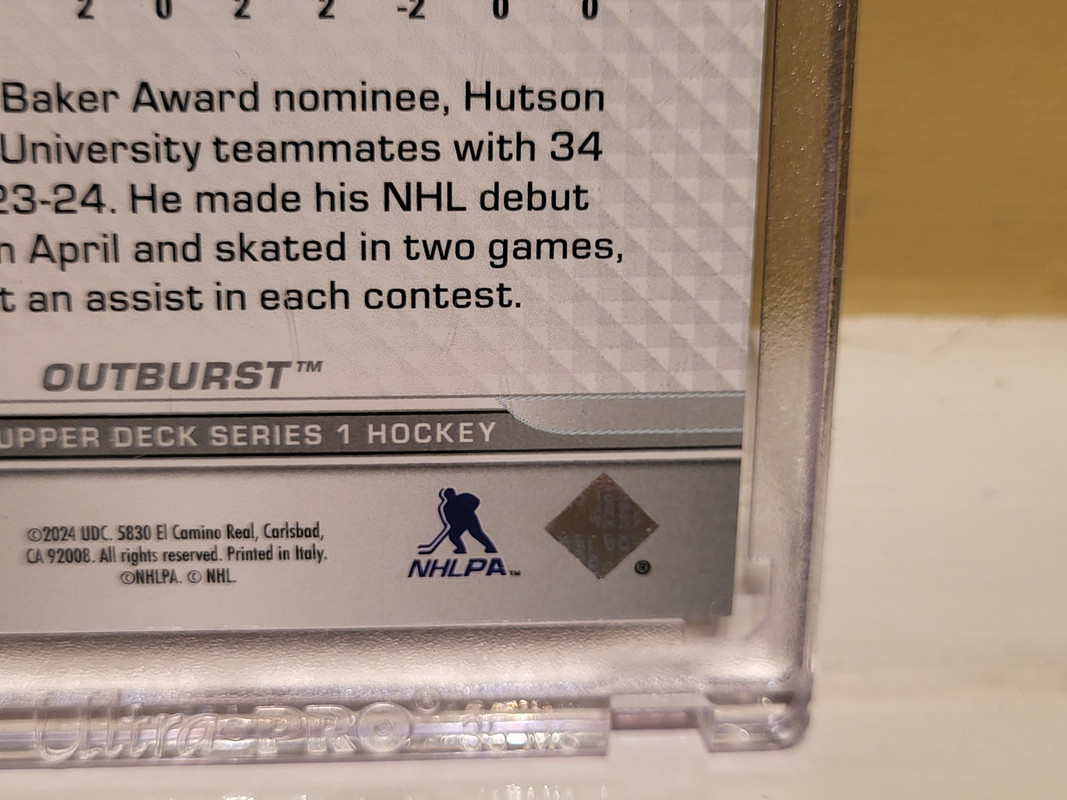 2 0 2 2 -2 0 0
Baker Award nominee, Hutson
University teammates with 34
23-24. He made his NHL debut
n April and skated in two games,
t an assist in each contest.
OUTBURST™
UPPER DECK SERIES 1 HOCKEY
©2024 UDC. 5830 El Camino Real, Carlsbad,
CA 92008. All rights reserved. Printed in Italy.
©NHLPA. © NHL.
NHLPA™
®
Ultra•PRO®